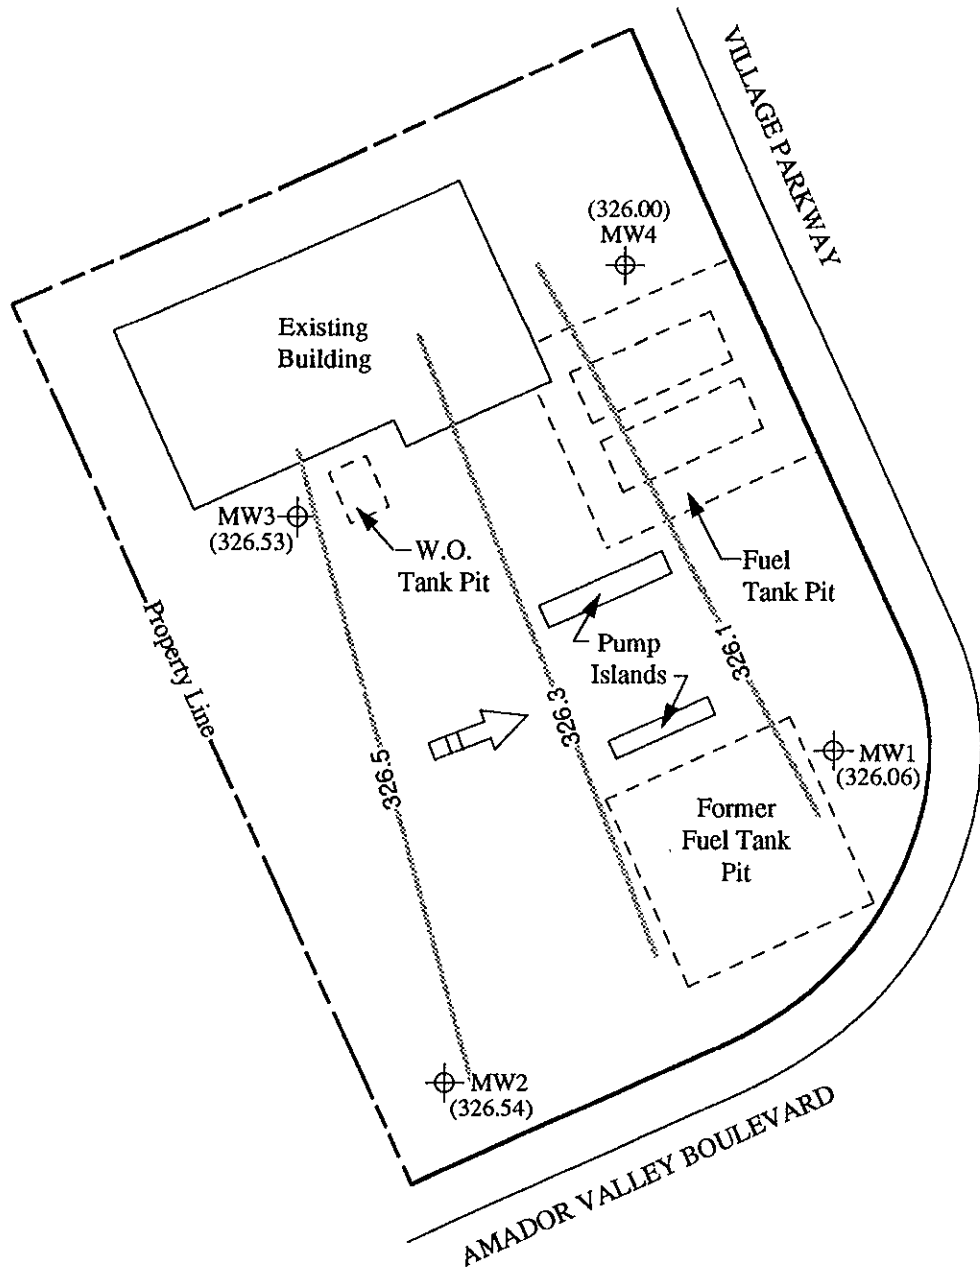 VILLAGE PARKWAY
(326.00)
MW4
Existing
Building
MW3
(326.53)
W.O.
Tank Pit
Fuel
Tank Pit
Property Line
Pump
Islands
326.1
326.3
326.5
MW1
(326.06)
Former
Fuel Tank
Pit
MW2
(326.54)
AMADOR VALLEY BOULEVARD